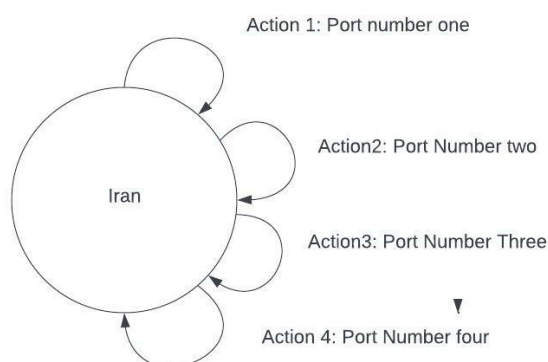 Action 1: Port number one
Action2: Port Number two
Iran
Action3: Port Number Three
Action 4: Port Number four